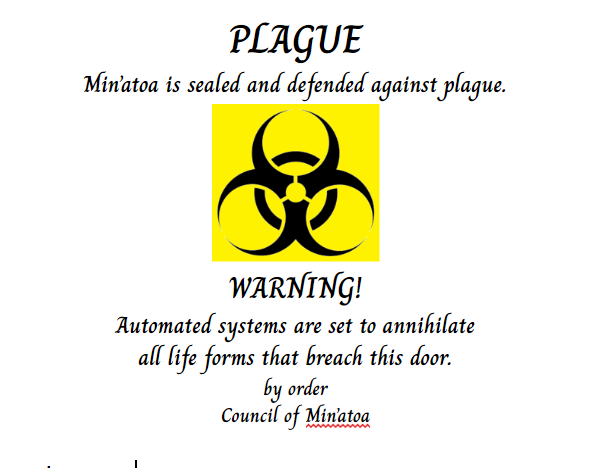 PLAGUE
Min'atoa is sealed and defended against plague.
WARNING!
Automated systems are set to annihilate
all life forms that breach this door.
by order
Council of Min'atoa